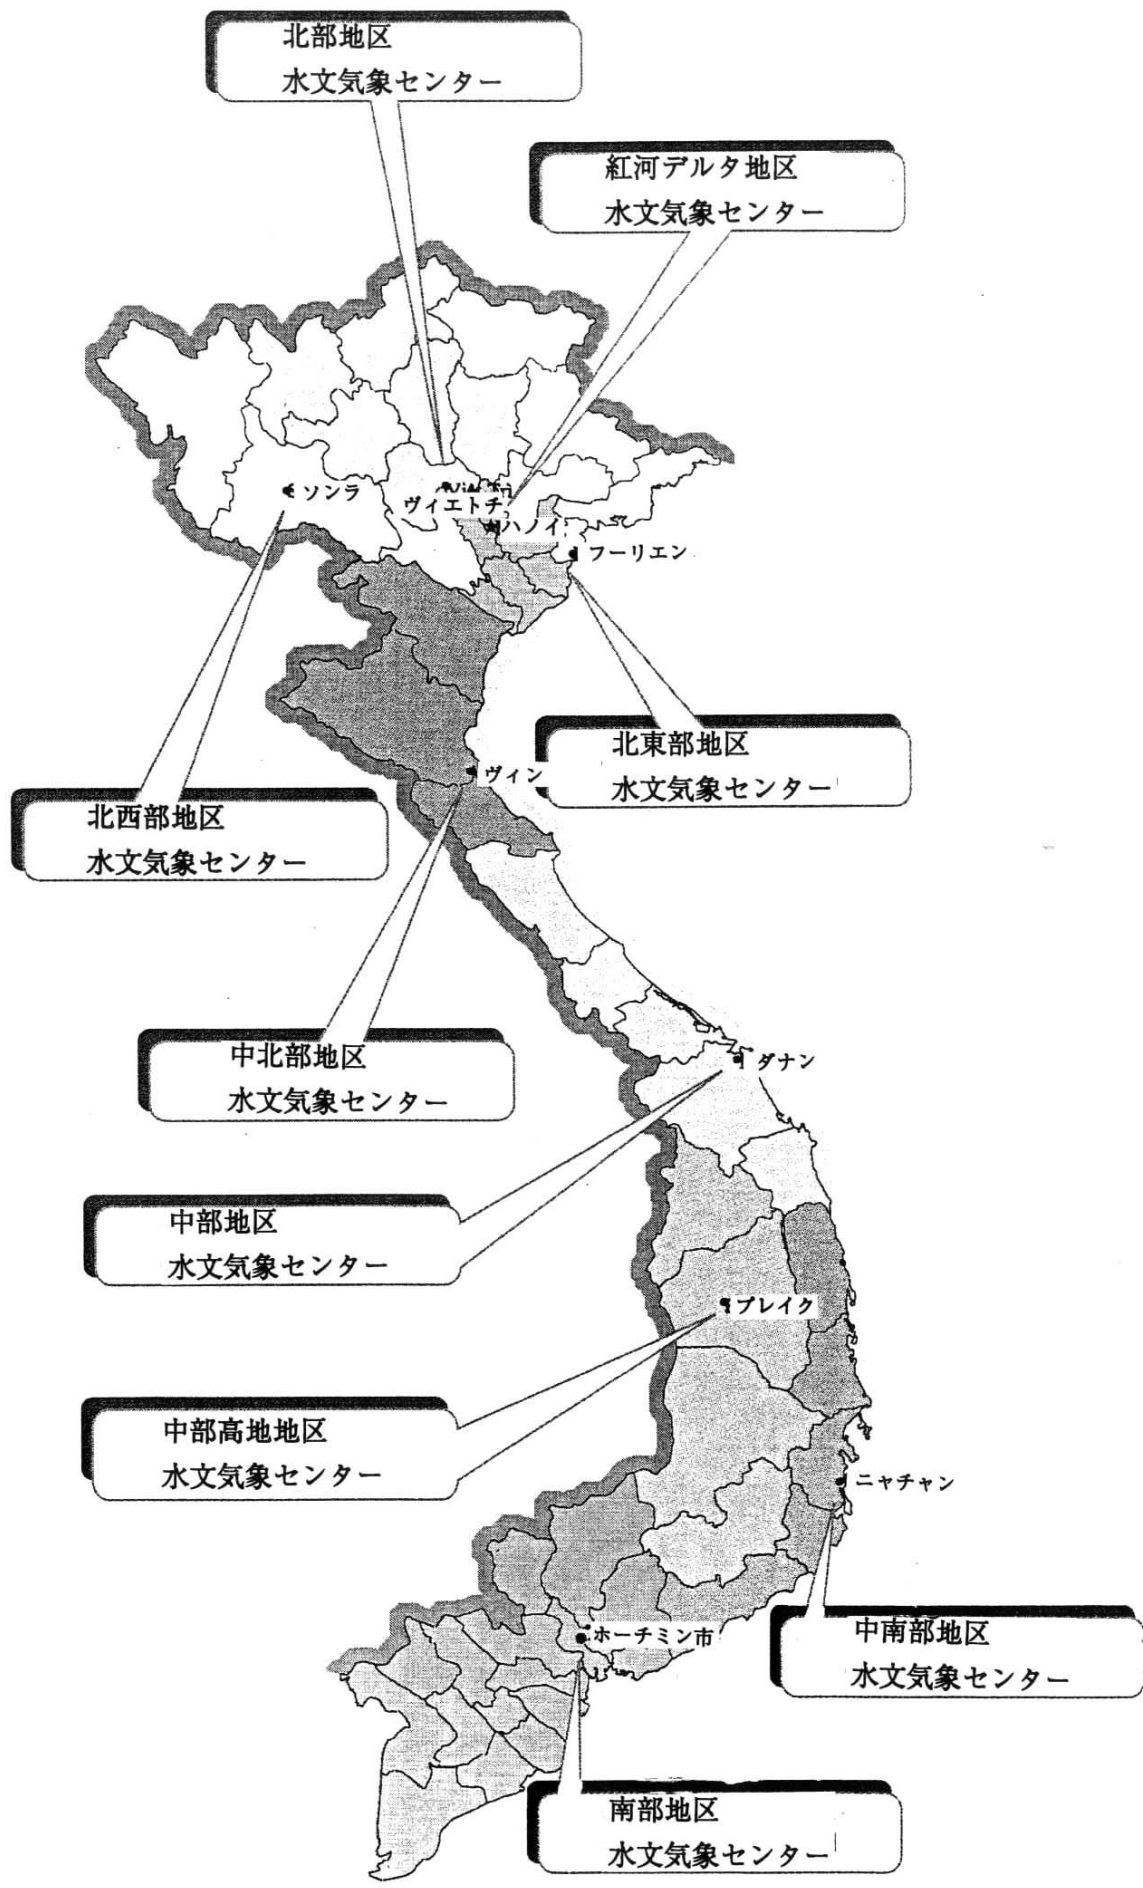 北部地区
水文気象センター
紅河デルタ地区
水文気象センター
ソンラ
ヴィエトチ
ハノイ
フーリエン
北東部地区
水文気象センター
ヴィン
北西部地区
水文気象センター
中北部地区
水文気象センター
ダナン
中部地区
水文気象センター
プレイク
中部高地地区
水文気象センター
ニャチャン
ホーチミン市
中南部地区
水文気象センター
南部地区
水文気象センター